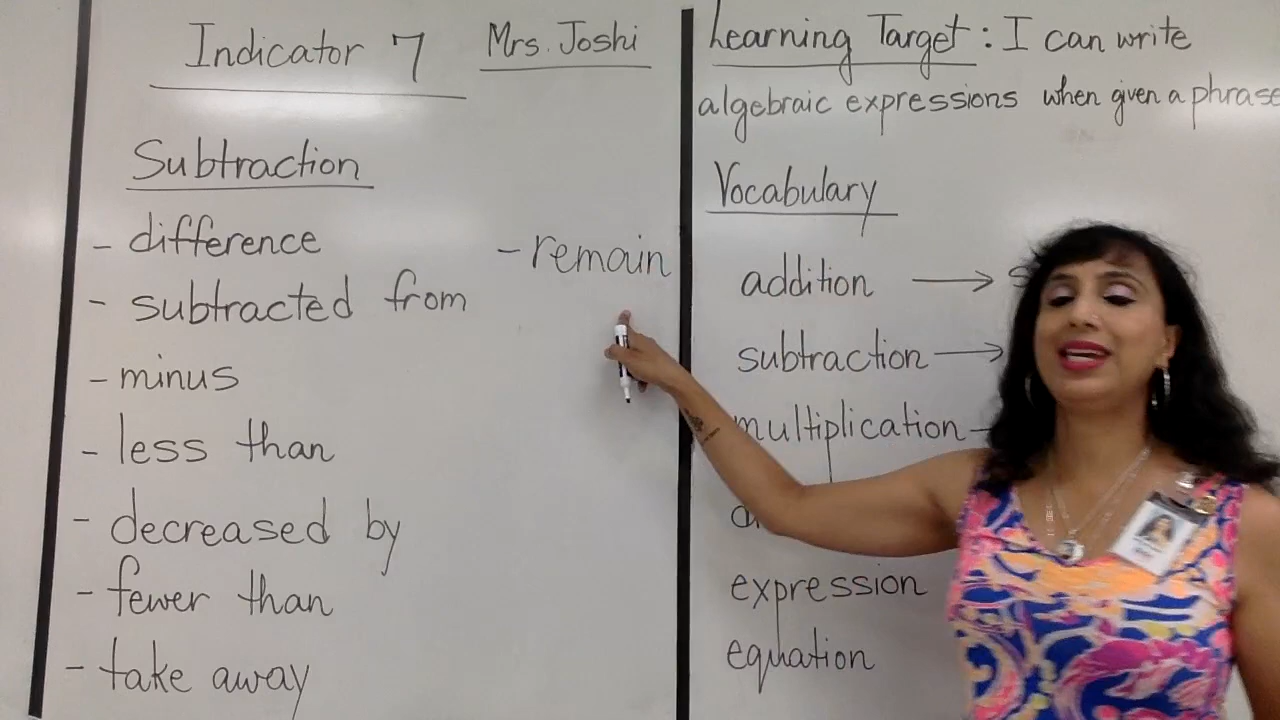 Indicator 7
Mrs. Joshi
Subtraction
- difference
- subtracted from
- minus
- less than
- decreased by
- fewer than
- take away
- remain
Learning Target: I can write
algebraic expressions when given a phrase
Vocabulary
addition →
subtraction →
multiplication
expression
equation